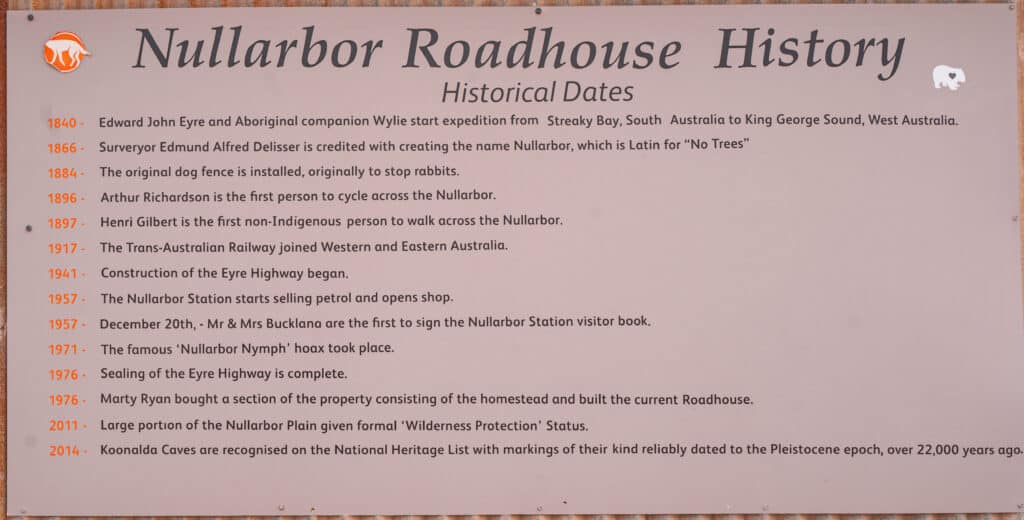 Nullarbor Roadhouse History
Historical Dates
1840 - Edward John Eyre and Aboriginal companion Wylie start expedition from Streaky Bay, South Australia to King George Sound, West Australia.
1866 - Surveryor Edmund Alfred Delisser is credited with creating the name Nullarbor, which is Latin for “No Trees”
1884 - The original dog fence is installed, originally to stop rabbits.
1896 - Arthur Richardson is the first person to cycle across the Nullarbor.
1897 - Henri Gilbert is the first non-Indigenous person to walk across the Nullarbor.
1917 - The Trans-Australian Railway joined Western and Eastern Australia.
1941 - Construction of the Eyre Highway began.
1957 - The Nullarbor Station starts selling petrol and opens shop.
1957 - December 20th, - Mr & Mrs Bucklana are the first to sign the Nullarbor Station visitor book.
1971 - The famous ‘Nullarbor Nymph’ hoax took place.
1976 - Sealing of the Eyre Highway is complete.
1976 - Marty Ryan bought a section of the property consisting of the homestead and built the current Roadhouse.
2011 - Large portion of the Nullarbor Plain given formal ‘Wilderness Protection’ Status.
2014 - Koonalda Caves are recognised on the National Heritage List with markings of their kind reliably dated to the Pleistocene epoch, over 22,000 years ago.